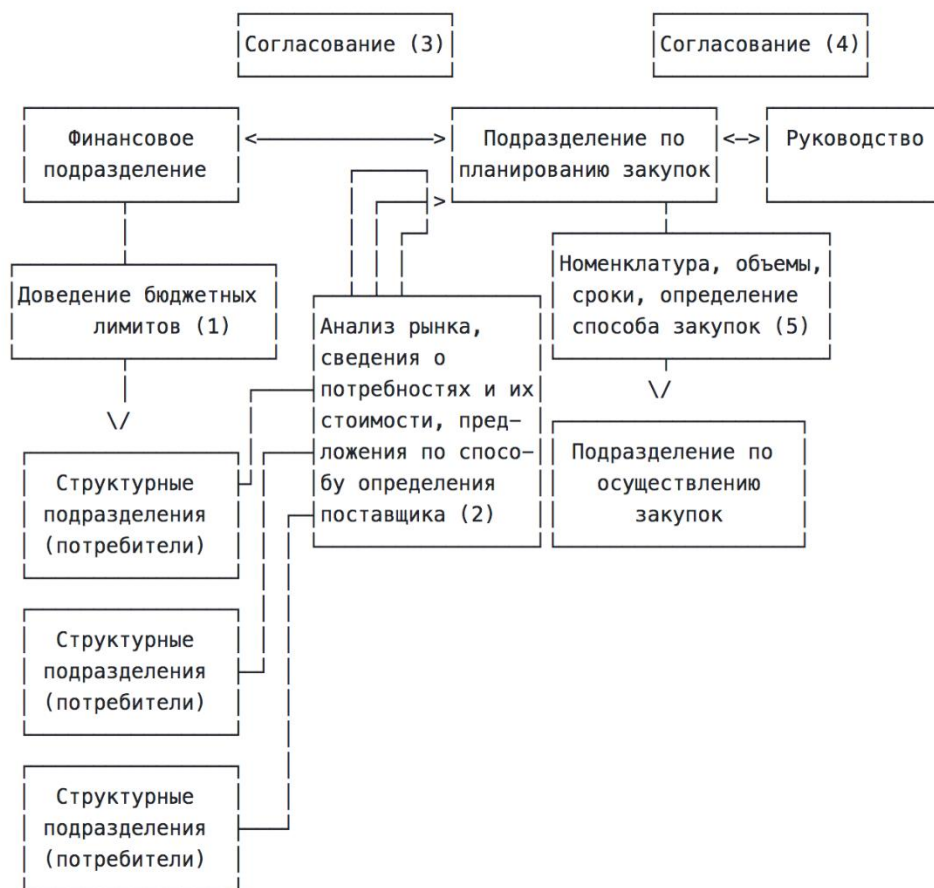 Согласование (3)
Согласование (4)
Финансовое
подразделение
Подразделение по
планированию закупок
Руководство
Доведение бюджетных
лимитов (1)
Номенклатура, объемы,
сроки, определение
способа закупок (5)
Анализ рынка,
сведения о
потребностях и их
стоимости, пред-
ложения по спосо-
бу определения
поставщика (2)
Подразделение по
осуществлению
закупок
Структурные
подразделения
(потребители)
Структурные
подразделения
(потребители)
Структурные
подразделения
(потребители)